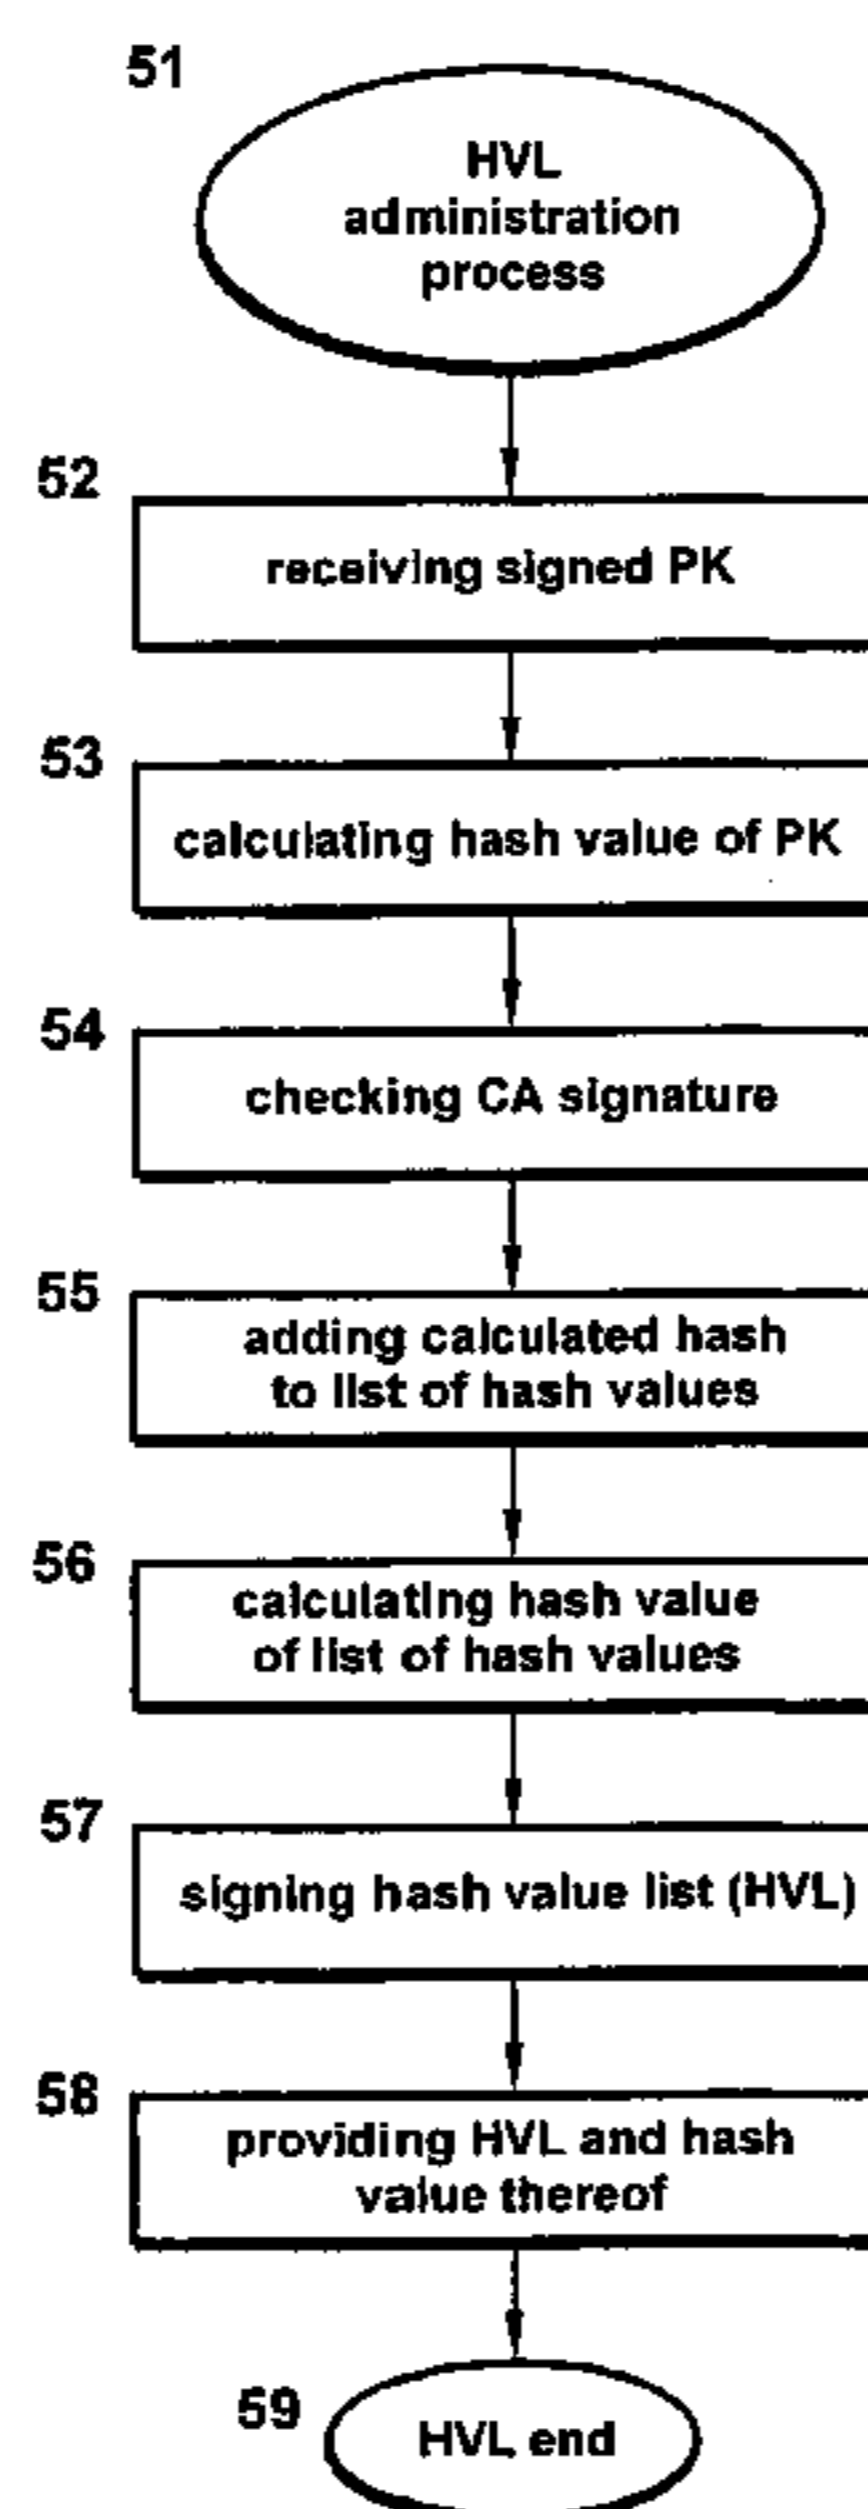 51
HVL
administration
process
52
receiving signed PK
53
calculating hash value of PK
54
checking CA signature
55
adding calculated hash
to list of hash values
56
calculating hash value
of list of hash values
57
signing hash value list (HVL)
58
providing HVL and hash
value thereof
59
HVL end